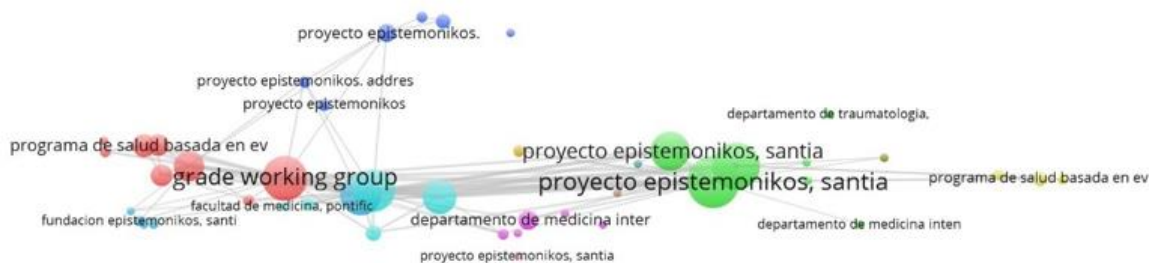 proyecto epistemonikos.
proyecto epistemonikos. addres
proyecto epistemonikos
departamento de traumatologia,
programa de salud basada en ev
proyecto epistemonikos, santia
grade working group
proyecto epistemonikos, santia
programa de salud basada en ev
facultad de medicina, pontific
fundacion epistemonikos, santi
departamento de medicina inter
departamento de medicina inten
proyecto epistemonikos, santia